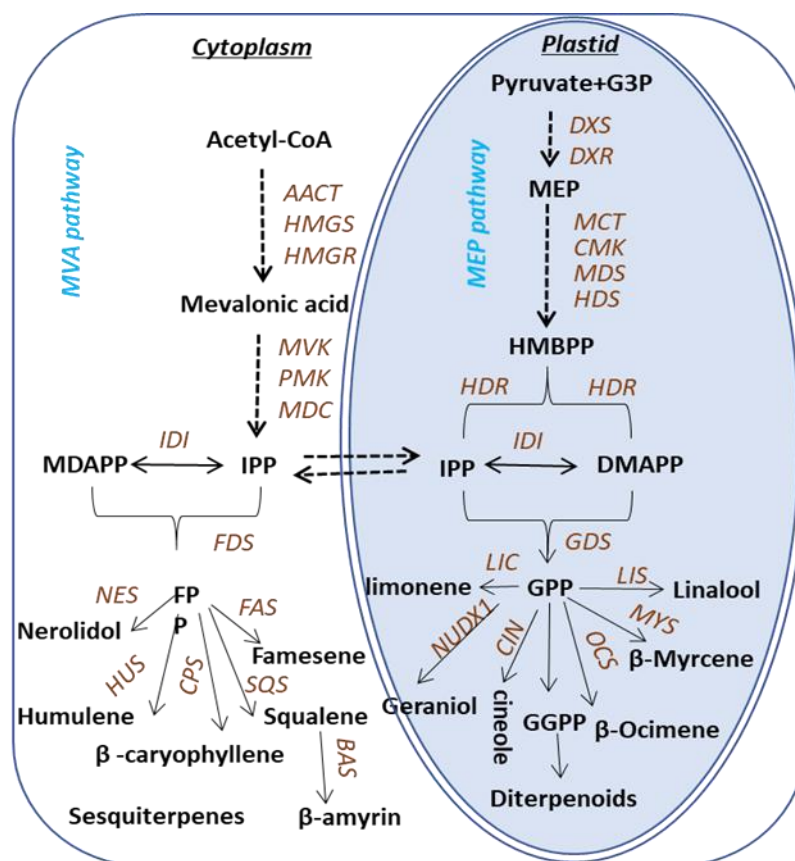 Cytoplasm
MVA pathway
Acetyl-CoA
AACT
HMGS
HMGR
Mevalonic acid
MVK
PMK
MDC
MDAPP
IDI
IPP
FDS
FP
P
NES
Nerolidol
FAS
Famesene
HUS
Humulene
CPS
β -caryophyllene
SQS
Squalene
BAS
β-amyrin
Sesquiterpenes
Plastid
MEP pathway
Pyruvate+G3P
DXS
DXR
MEP
MCT
CMK
MDS
HDS
HMBPP
HDR
HDR
IPP
IDI
DMAPP
GDS
GPP
LIC
limonene
LIS
Linalool
NUDX1
Geraniol
CIN
cineole
GGPP
Diterpenoids
OCS
β-Ocimene
MYS
β-Myrcene